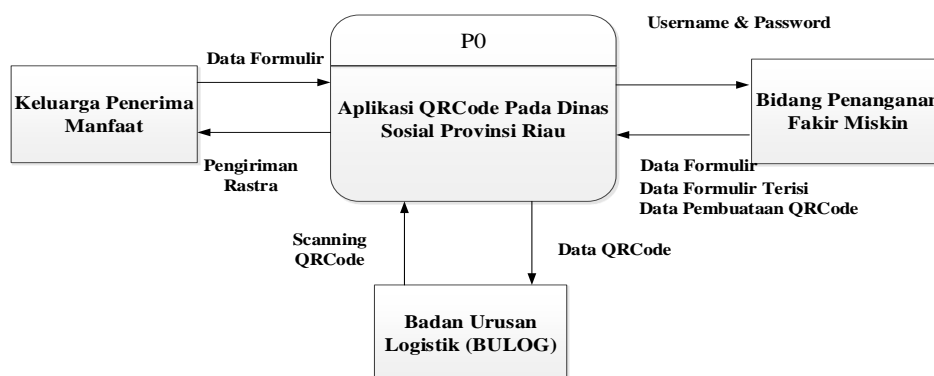 Username & Password
P0
Data Formulir
Keluarga Penerima
Manfaat
Aplikasi QRCode Pada Dinas
Sosial Provinsi Riau
Bidang Penanganan
Fakir Miskin
Pengiriman
Rastra
Data Formulir
Data Formulir Terisi
Data Pembuataan QRCode
Scanning
QRCode
Data QRCode
Badan Urusan
Logistik (BULOG)